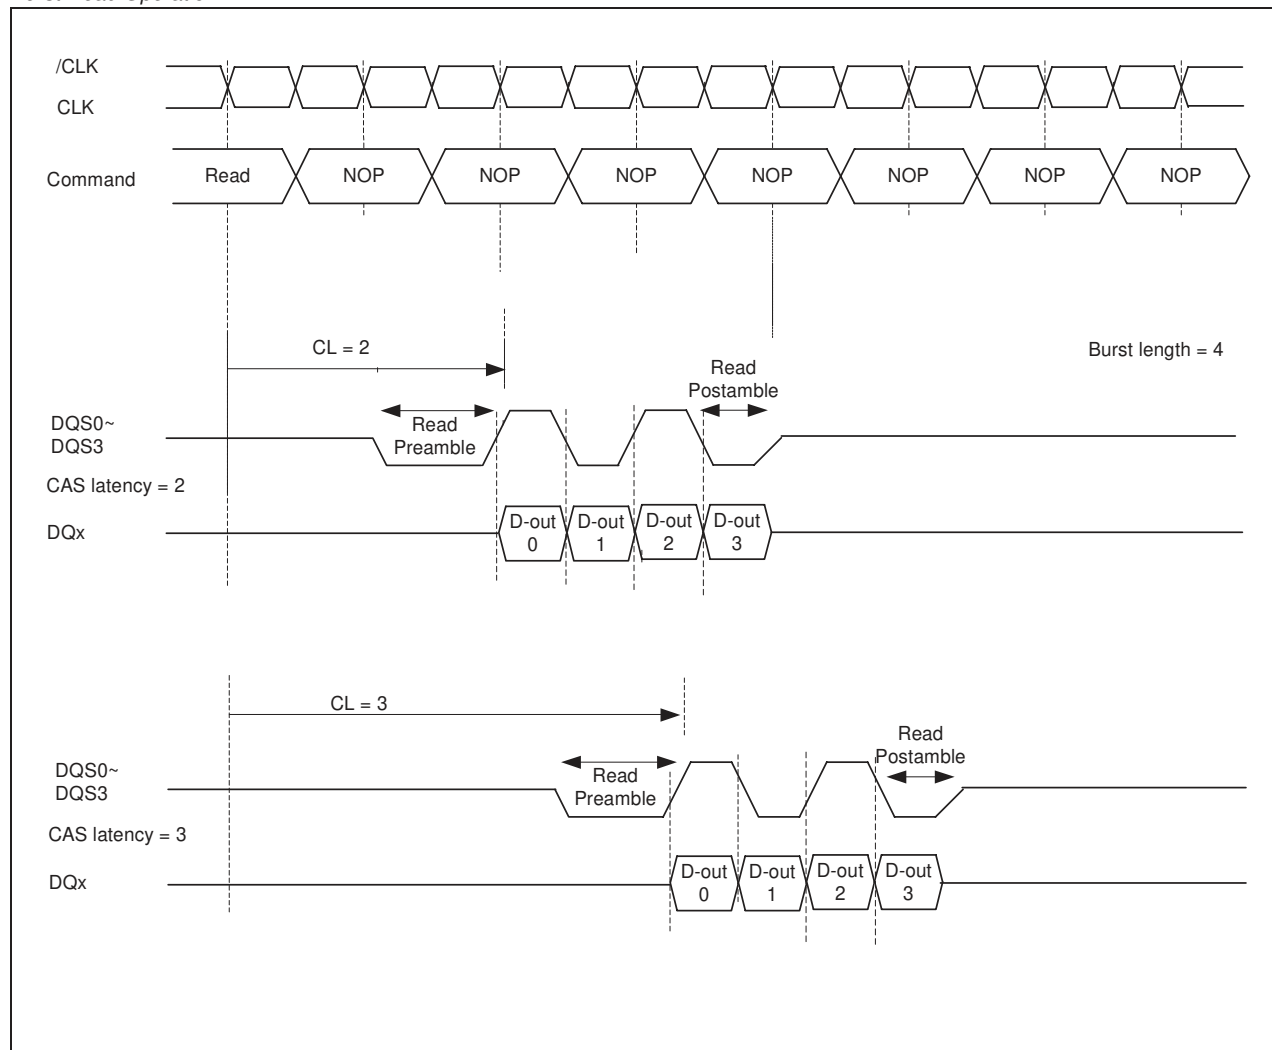 /CLK
CLK
Command Read NOP NOP NOP NOP NOP NOP NOP
CL = 2
Burst length = 4
Read
Postamble
DQS0~
DQS3
Read
Preamble
CAS latency = 2
DQx
D-out
0
D-out
1
D-out
2
D-out
3
CL = 3
Read
Postamble
DQS0~
DQS3
Read
Preamble
CAS latency = 3
DQx
D-out
0
D-out
1
D-out
2
D-out
3